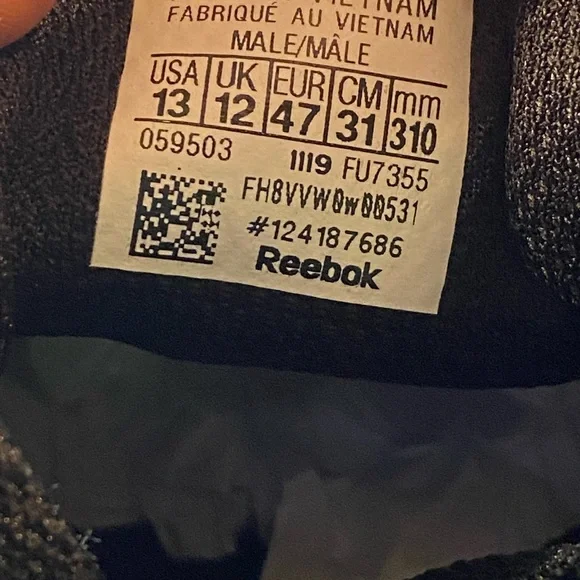 VIETNAM
FABRIQUÉ AU VIETNAM
MALE/MÂLE
USA UK EUR CM mm
13 12 47 31 310
059503 1119 FU7355
FH8VVW0w00531
#124187686
Reebok